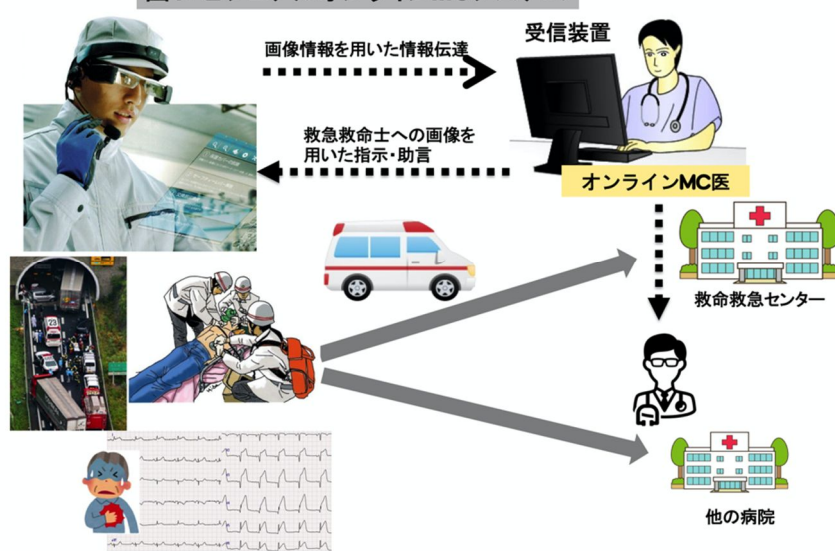 画像情報を用いた情報伝達
受信装置
救急救命士への画像を
用いた指示・助言
オンラインMC医
救命救急センター
他の病院